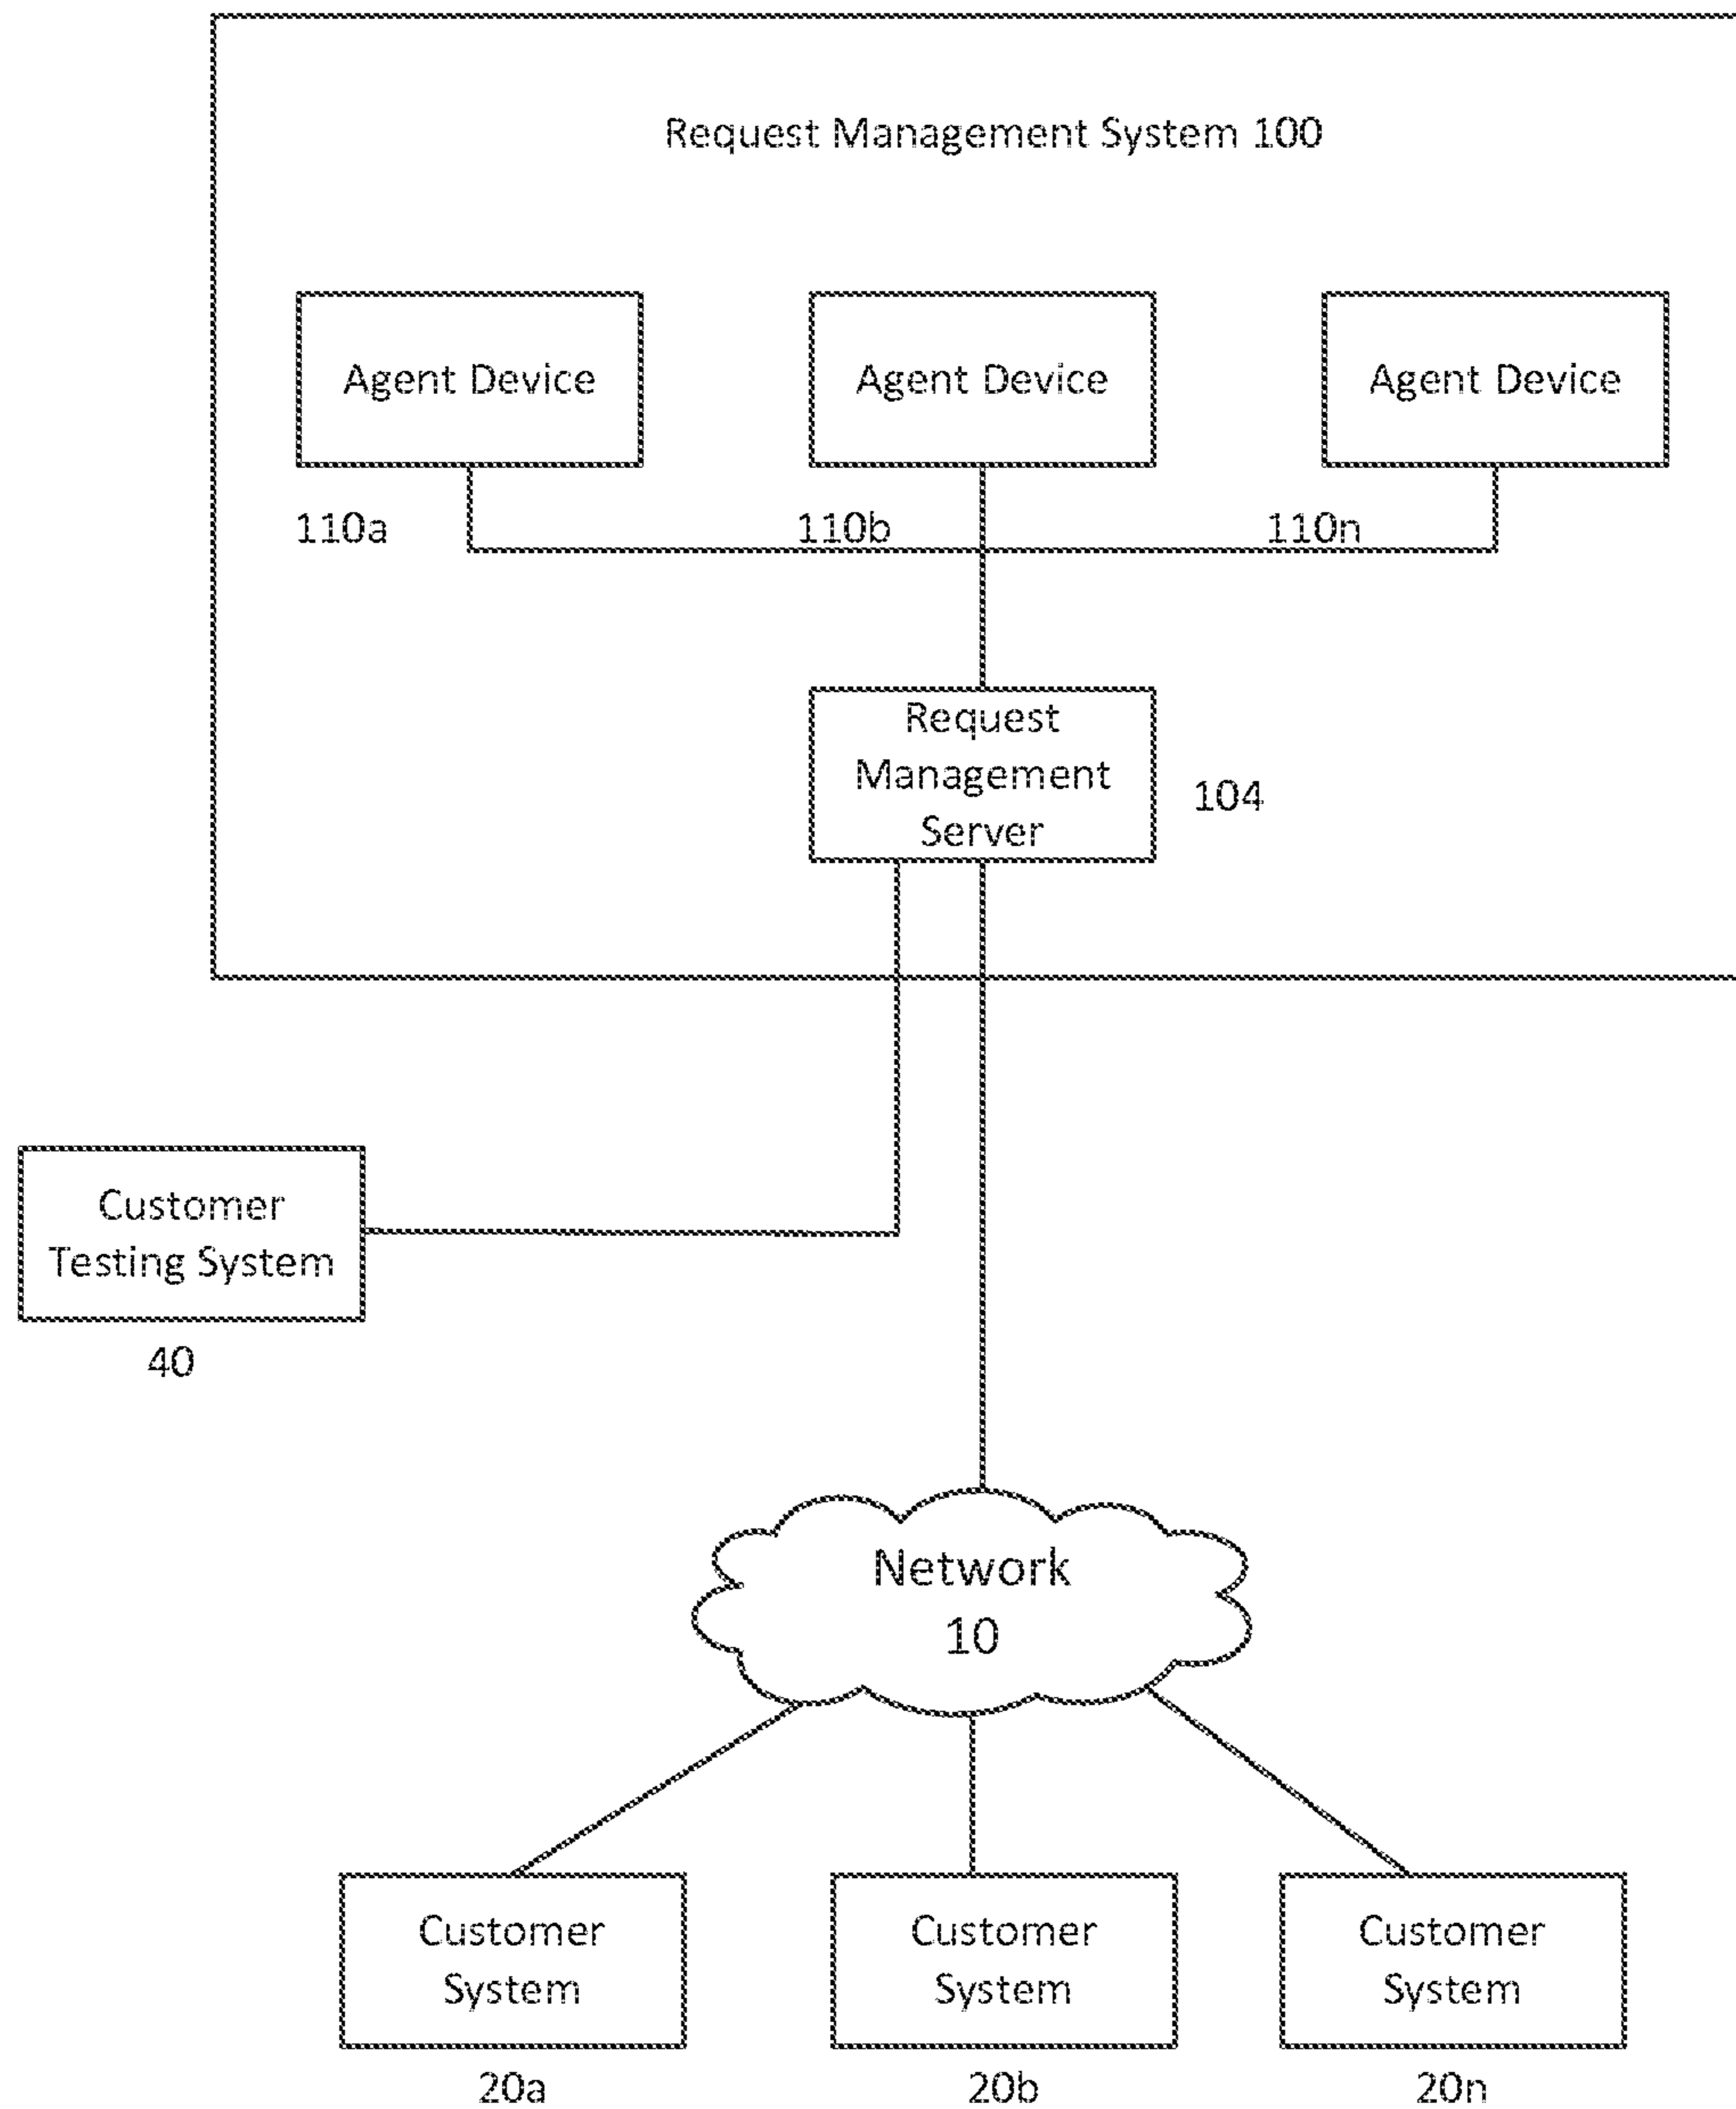 Request Management System 100
Agent Device
Agent Device
Agent Device
110a
110b
110n
Request
Management
Server
104
Customer
Testing System
40
Network
10
Customer
System
Customer
System
Customer
System
20a
20b
20n